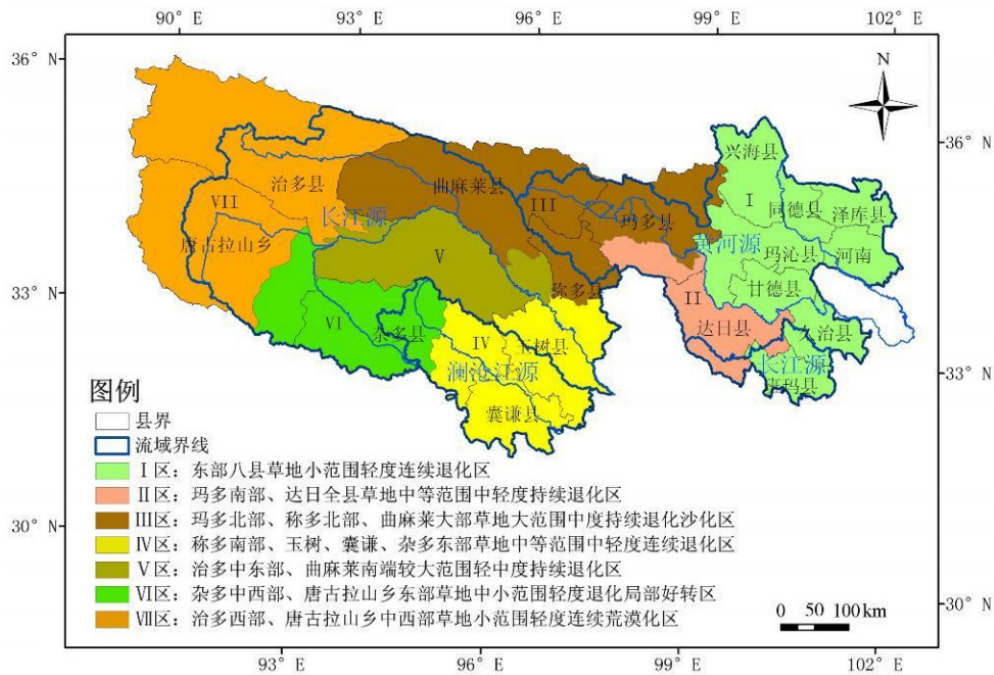 90° E 93° E 96° E 99° E 102° E
36° N
N
36° N
兴海县
曲麻莱县
治多县
I
VII
III
同德县
泽库县
长江源
玛多县
唐古拉山乡
黄河源
玛沁县
河南
V
33° N
称多县
II
甘德县
VI
杂多县
达日县
久治县
IV
玉树县
长江源
33° N
澜沧江源
班玛县
囊谦县
图例
县界
流域界线
I区：东部八县草地小范围轻度连续退化区
II区：玛多南部、达日全县草地中等范围中轻度持续退化区
III区：玛多北部、称多北部、曲麻莱大部草地大范围中度持续退化沙化区
IV区：称多南部、玉树、囊谦、杂多东部草地中等范围中轻度连续退化区
V区：治多中东部、曲麻莱南端较大范围轻中度持续退化区
VI区：杂多中西部、唐古拉山乡东部草地中小范围轻度退化局部好转区
VII区：治多西部、唐古拉山乡中西部草地小范围轻度连续荒漠化区
30° N
0 50 100km
30° N
93° E 96° E 99° E 102° E